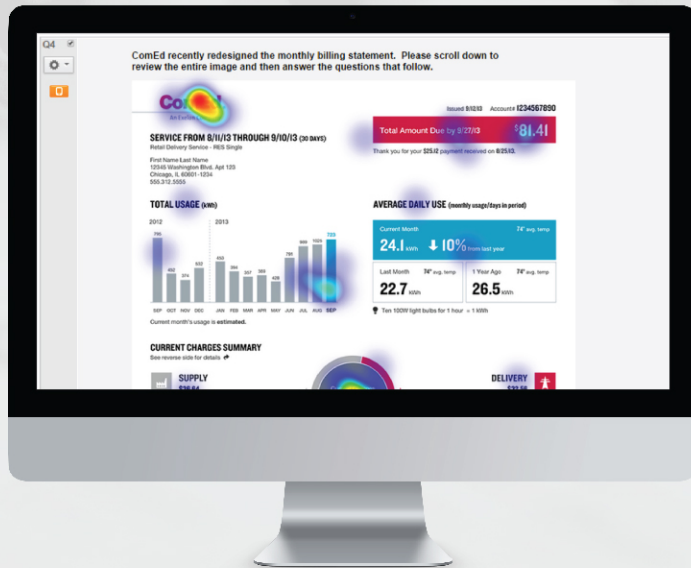 Q4
ComEd recently redesigned the monthly billing statement. Please scroll down to
review the entire image and then answer the questions that follow.
ComEd
An Exelon
Issued 9/12/13 Account# 1234567890
SERVICE FROM 8/11/13 THROUGH 9/10/13 (30 DAYS)
Retail Delivery Service - RES Single
Total Amount Due by 9/27/13 $81.41
Thank you for your $25.12 payment received on 8/25/13.
First Name Last Name
12345 Washington Blvd. Apt 123
Chicago, IL 60601-1234
555.312.5555
TOTAL USAGE (kWh)
2012 2013
SEP OCT NOV DEC JAN FEB MAR APR MAY JUN JUL AUG SEP
Current month's usage is estimated.
AVERAGE DAILY USE (monthly usage/days in period)
Current Month 74° avg. temp
24.1 kWh 10% from last year
Last Month 74° avg. temp
22.7 kWh
1 Year Ago 74° avg. temp
26.5 kWh
Ten 100W light bulbs for 1 hour = 1 kWh
CURRENT CHARGES SUMMARY
See reverse side for details
SUPPLY
DELIVERY